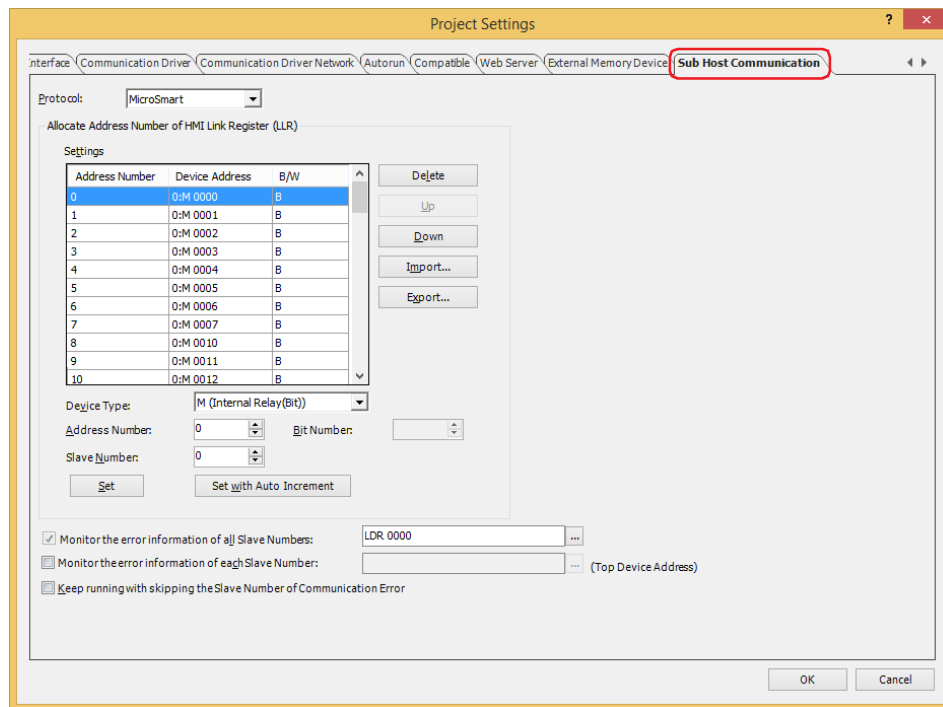 Project Settings ? ×
nterface Communication Driver Communication Driver Network Autorun Compatible Web Server External Memory Device Sub Host Communication
Protocol: MicroSmart
Allocate Address Number of HMI Link Register (LLR)
Settings
Address Number Device Address B/W
0 0:M 0000 B
1 0:M 0001 B
2 0:M 0002 B
3 0:M 0003 B
4 0:M 0004 B
5 0:M 0005 B
6 0:M 0006 B
7 0:M 0007 B
8 0:M 0010 B
9 0:M 0011 B
10 0:M 0012 B
Delete
Up
Down
Import...
Export...
Device Type: M (Internal Relay(Bit))
Address Number: 0 Bit Number:
Slave Number: 0
Set Set with Auto Increment
Monitor the error information of all Slave Numbers: LDR 0000 ...
Monitor the error information of each Slave Number: ... (Top Device Address)
Keep running with skipping the Slave Number of Communication Error
OK Cancel